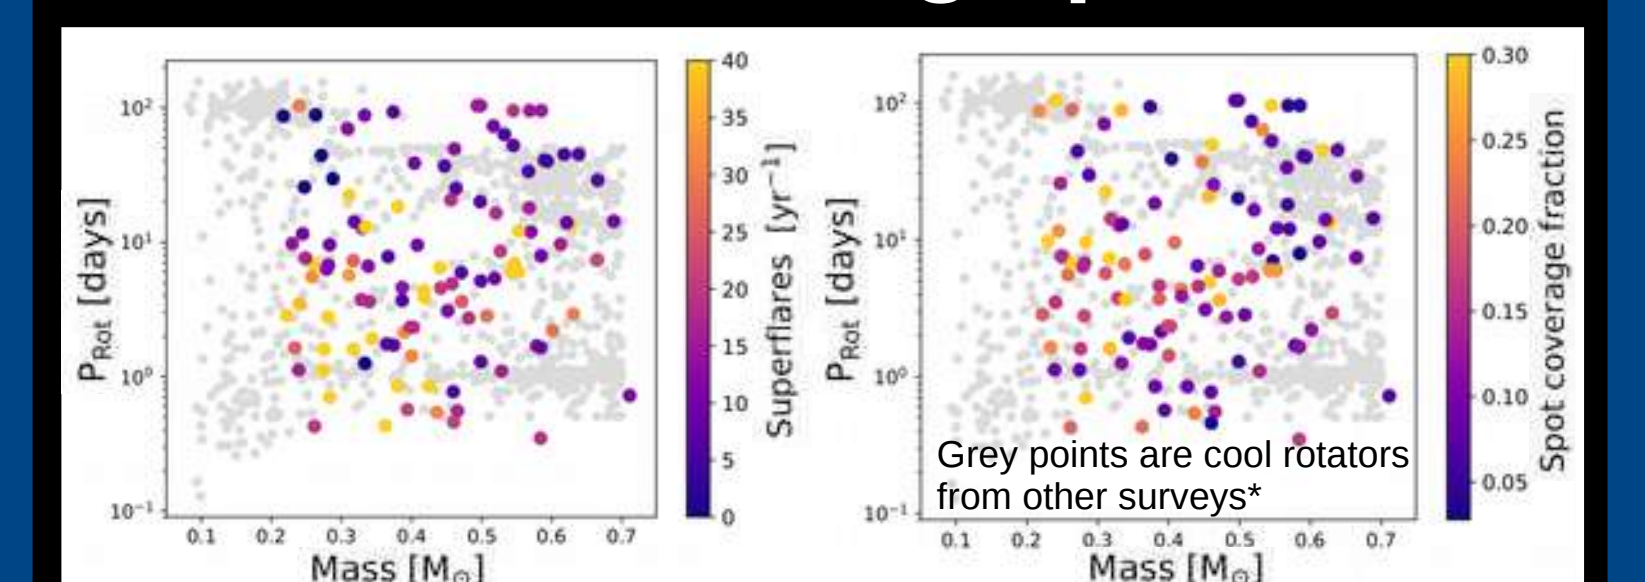 10²
10¹
10⁰
10⁻¹
P_Rot [days]
0.1 0.2 0.3 0.4 0.5 0.6 0.7
Mass [M☉]
40
35
30
25
20
15
10
5
0
Superflares [yr⁻¹]
10²
10¹
10⁰
10⁻¹
P_Rot [days]
Grey points are cool rotators
from other surveys*
0.1 0.2 0.3 0.4 0.5 0.6 0.7
Mass [M☉]
0.30
0.25
0.20
0.15
0.10
0.05
Spot coverage fraction